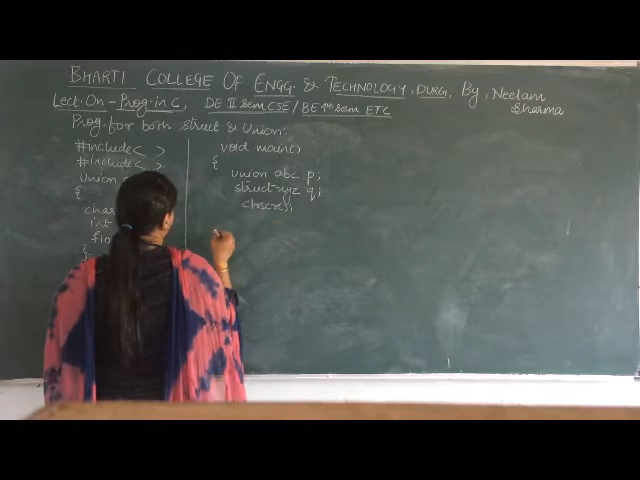 BHARTI COLLEGE OF ENGG. & TECHNOLOGY, DURG, By, Neelam Sharma
Lect. On - Prog. in C, DE II sem CSE / BE 1st sem ETC
Prog. for both struct & Union:
#include< >
#include< >
union
{
char
int
flo
}
void main()
{
union abc p;
struct xyz q;
clrscr();